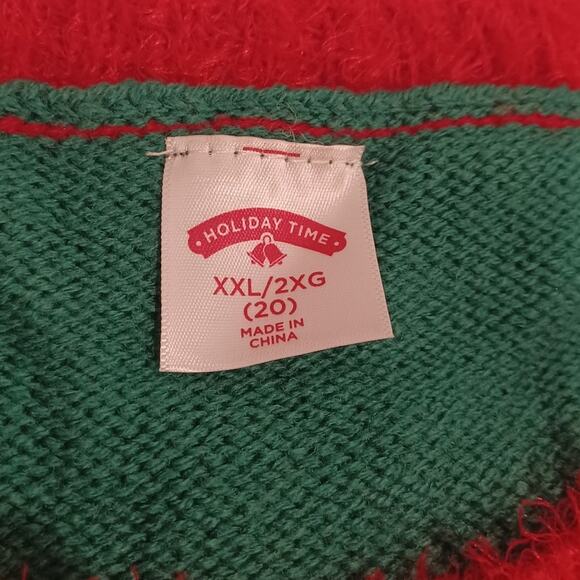 · HOLIDAY TIME ·
XXL/2XG
(20)
MADE IN
CHINA